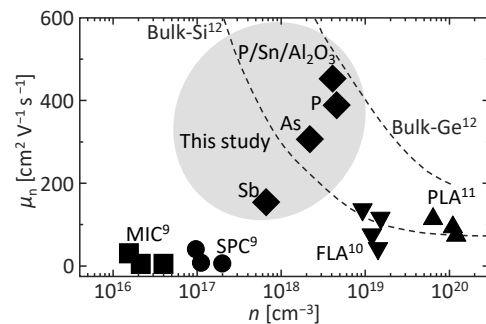 Bulk-Si¹²
P/Sn/Al₂O₃
P
As
Bulk-Ge¹²
This study
Sb
PLA¹¹
MIC⁹
SPC⁹
FLA¹⁰
600
400
200
0
μₙ [cm² V⁻¹ s⁻¹]
10¹⁶ 10¹⁷ 10¹⁸ 10¹⁹ 10²⁰
n [cm⁻³]